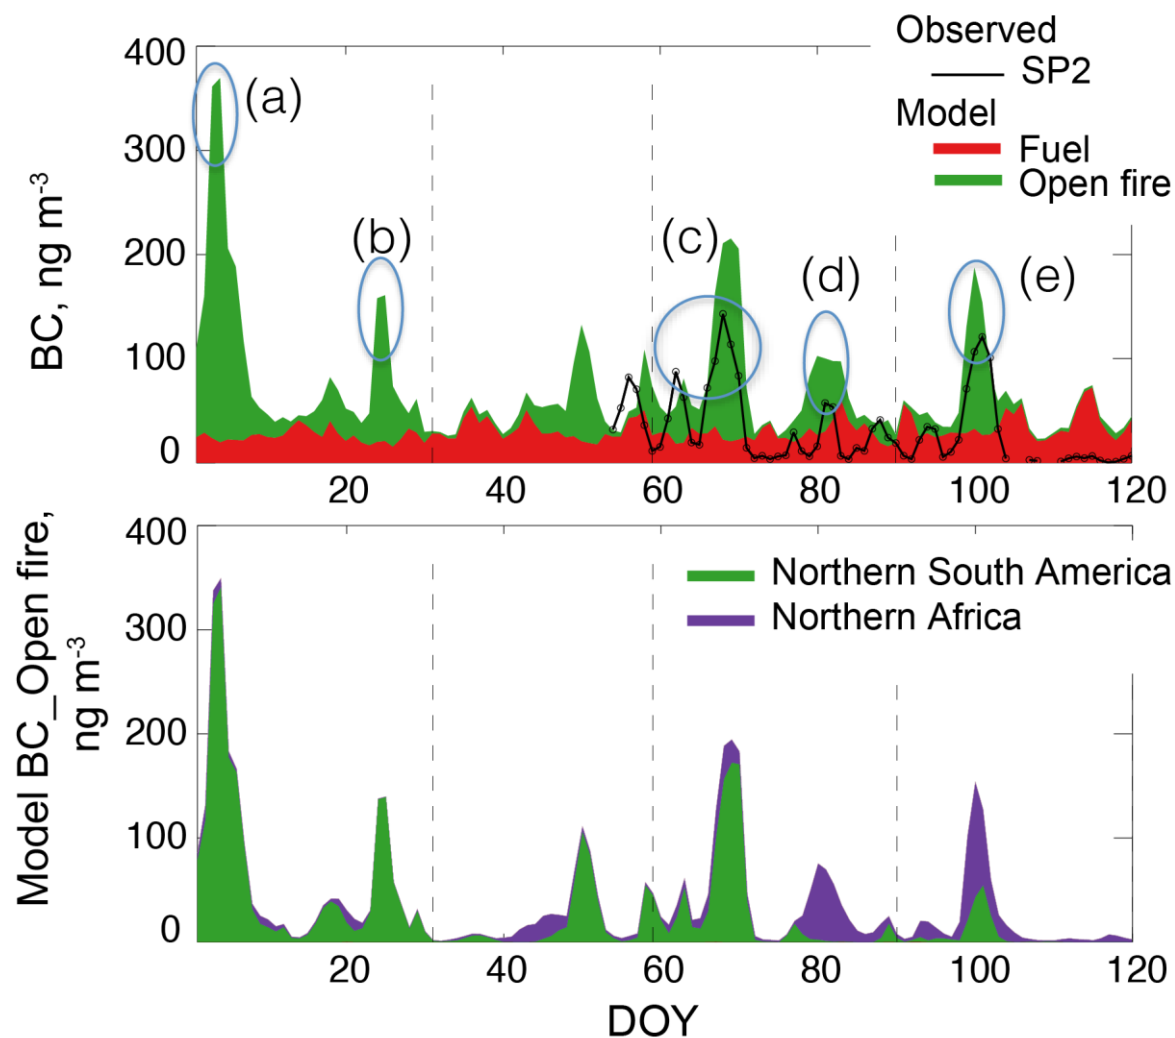 400
300
200
100
0
BC, ng m-3
(a)
(b)
(c)
(d)
(e)
Observed
SP2
Model
Fuel
Open fire
20
40
60
80
100
120
400
300
200
100
0
Model BC_Open fire,
ng m-3
Northern South America
Northern Africa
20
40
60
80
100
120
DOY